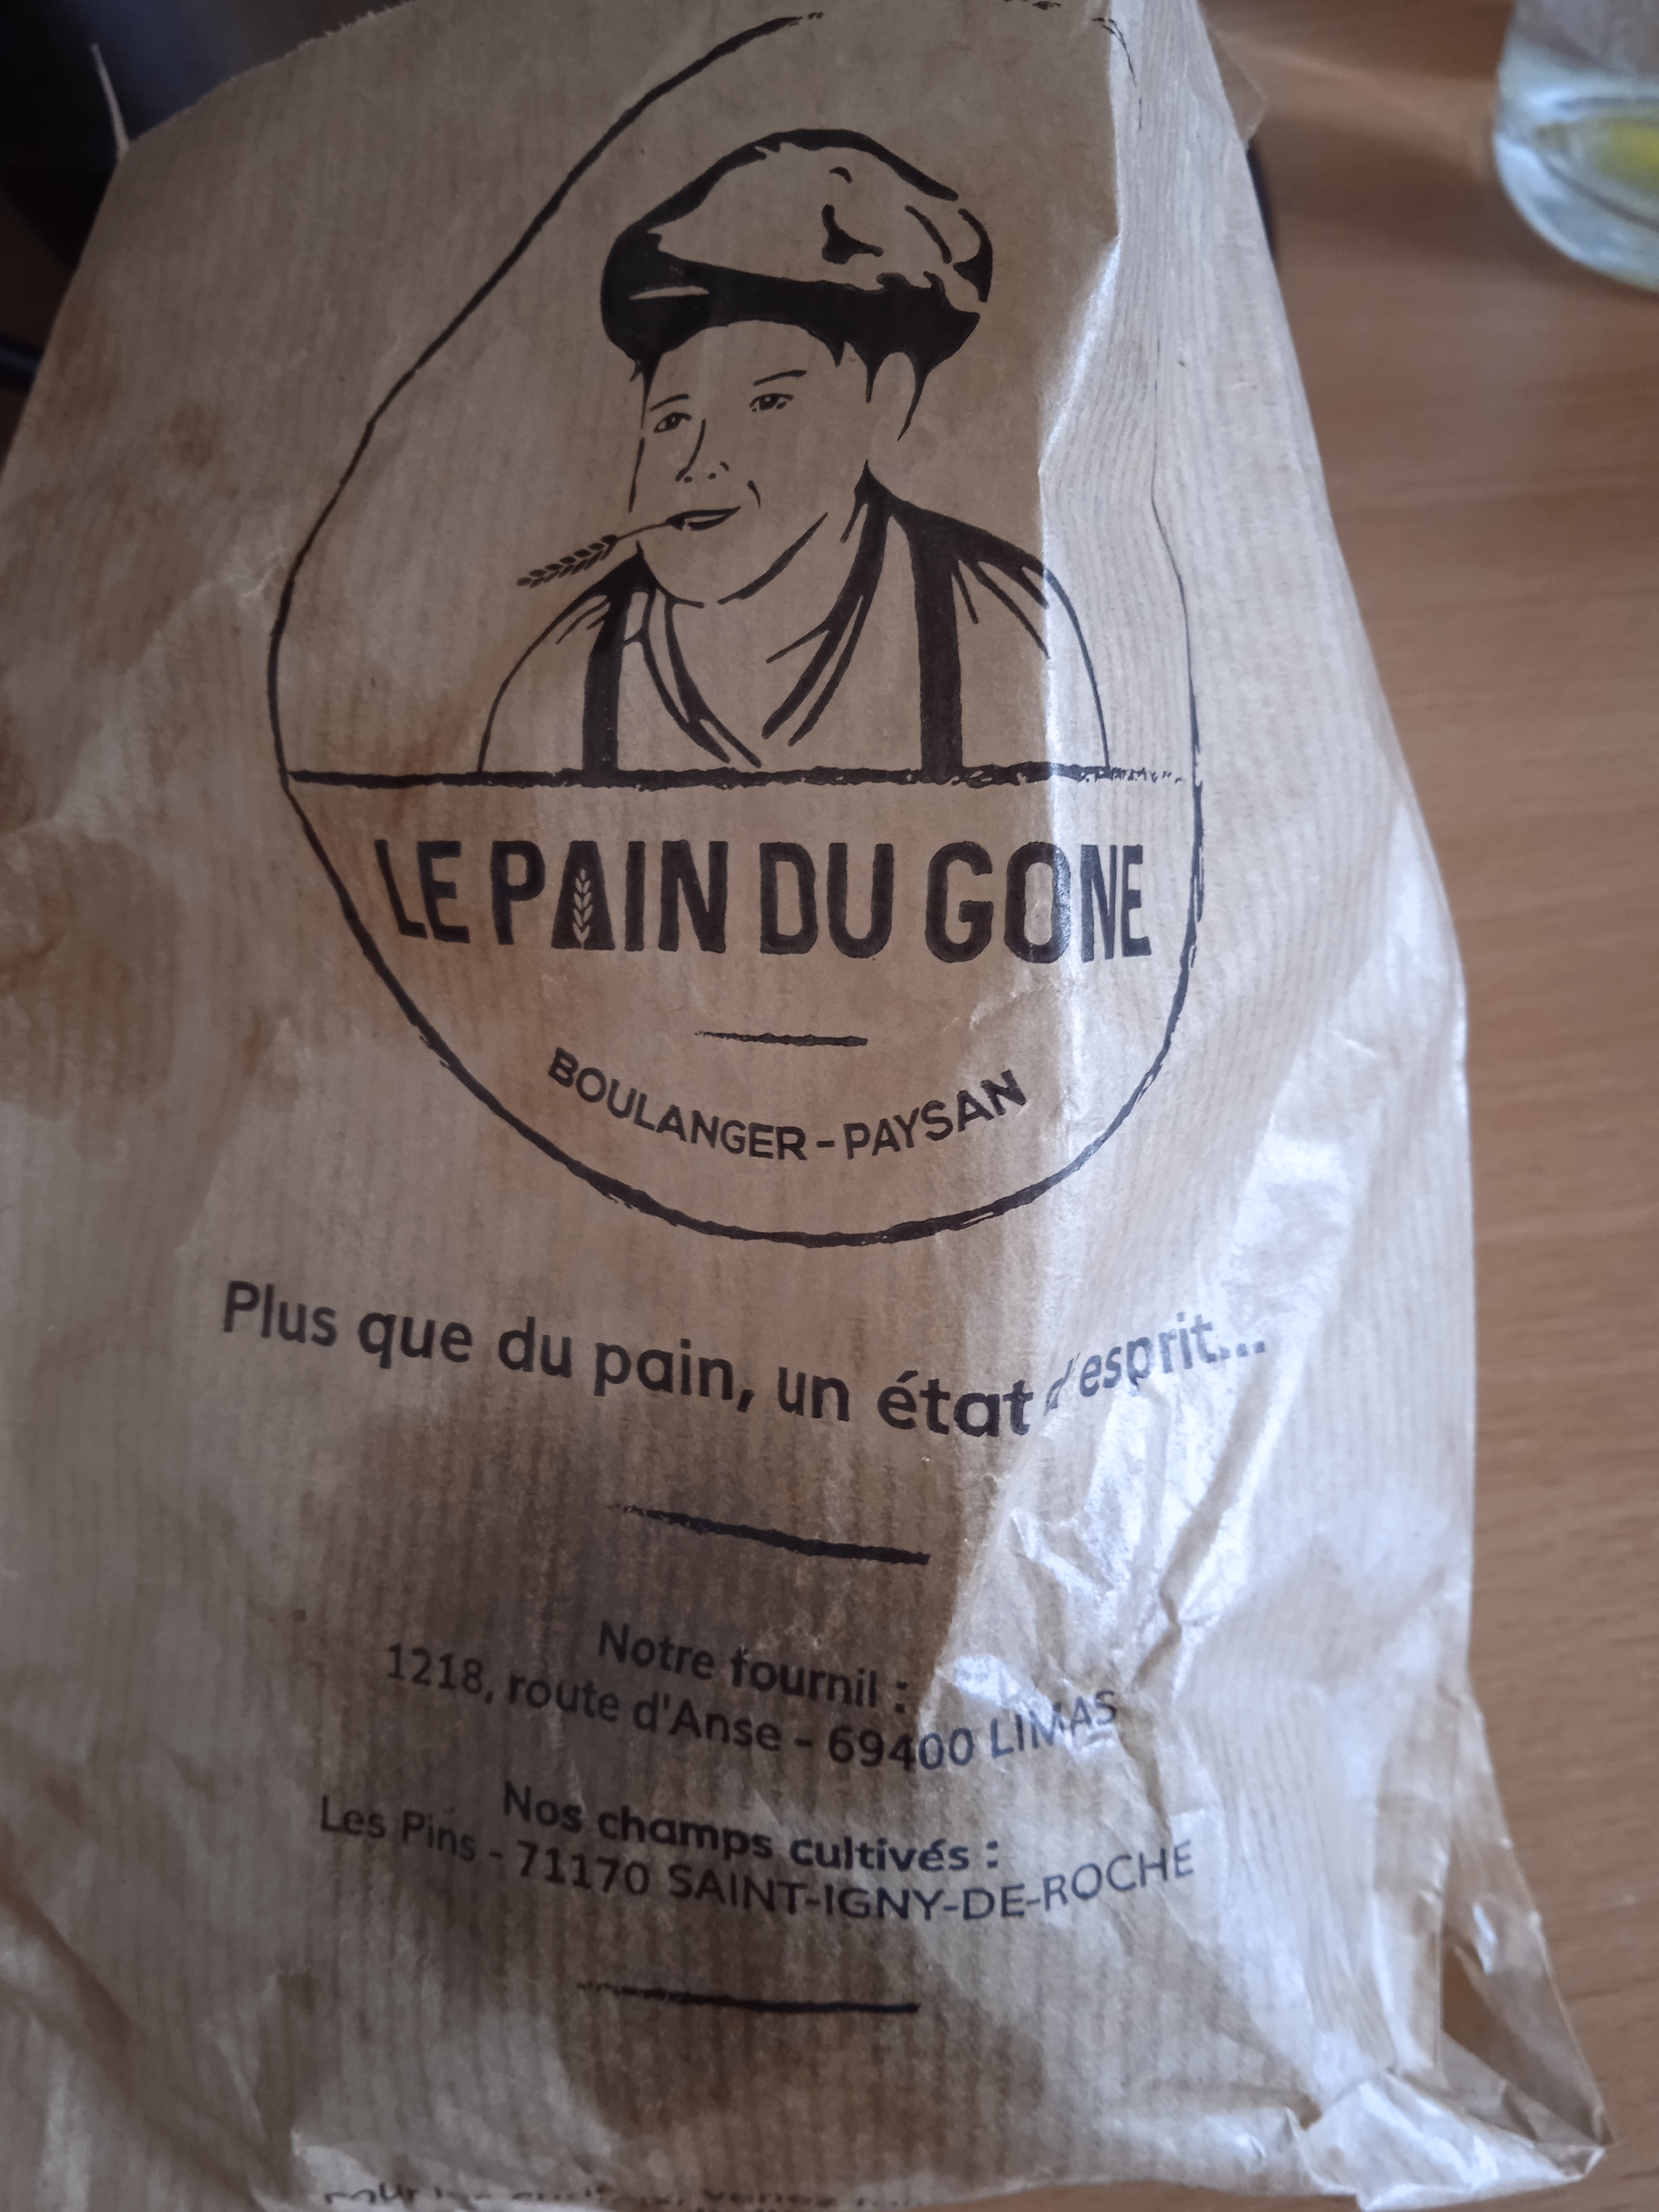 LE PAIN DU GONE
BOULANGER-PAYSAN
Plus que du pain, un état d'esprit...
Notre fournil :
1218, route d'Anse - 69400 LIMAS
Nos champs cultivés :
Les Pins - 71170 SAINT-IGNY-DE-ROCHE